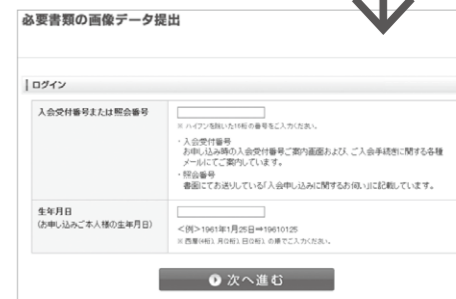 必要書類の画像データ提出
ログイン
入会受付番号または照会番号
※ ハイフンを除いた16桁の番号をご入力ください。
・入会受付番号
お申し込み時の入会受付番号ご案内画面および、ご入会手続きに関する各種
メールにてご案内しています。
・照会番号
書面にてお送りしている「入会申し込みに関するお伺い」に記載しています。
生年月日
(お申し込みご本人様の生年月日)
<例>1961年1月25日⇒19610125
※ 西暦(4桁)、月(2桁)、日(2桁)、の順でご入力ください。
次へ進む